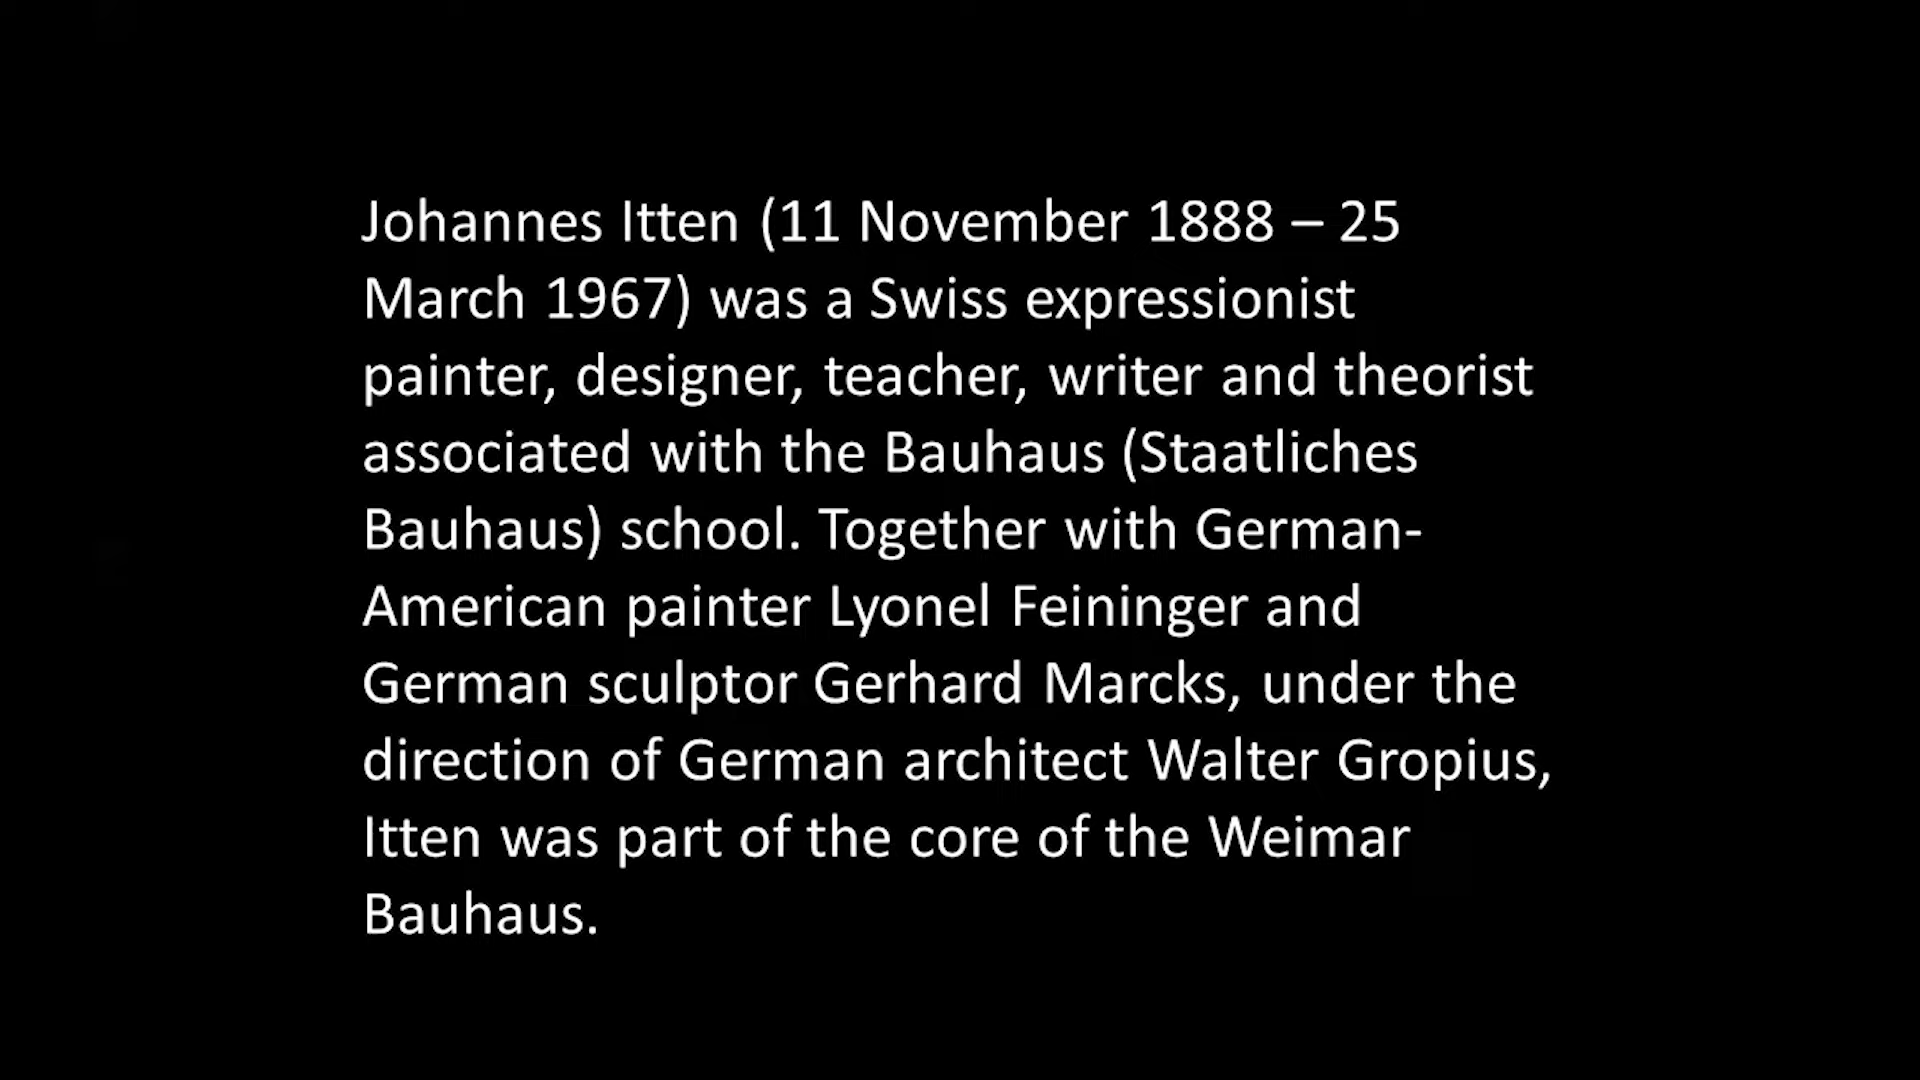 Johannes Itten (11 November 1888 – 25
March 1967) was a Swiss expressionist
painter, designer, teacher, writer and theorist
associated with the Bauhaus (Staatliches
Bauhaus) school. Together with German-
American painter Lyonel Feininger and
German sculptor Gerhard Marcks, under the
direction of German architect Walter Gropius,
Itten was part of the core of the Weimar
Bauhaus.